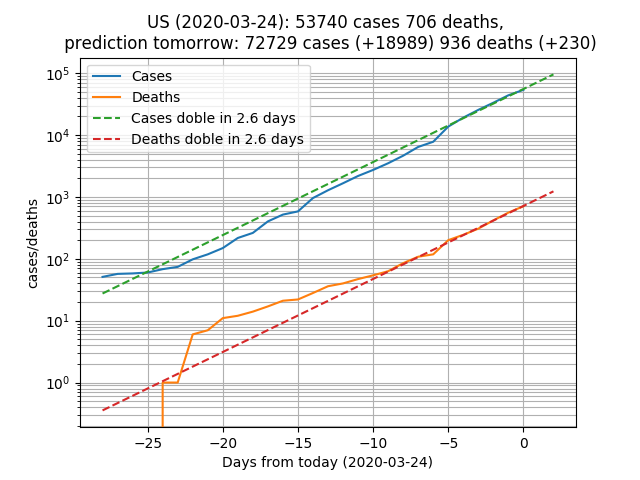 US (2020-03-24): 53740 cases 706 deaths,
prediction tomorrow: 72729 cases (+18989) 936 deaths (+230)
Cases
Deaths
Cases doble in 2.6 days
Deaths doble in 2.6 days
10⁵
10⁴
10³
10²
10¹
10⁰
cases/deaths
−25 −20 −15 −10 −5 0
Days from today (2020-03-24)